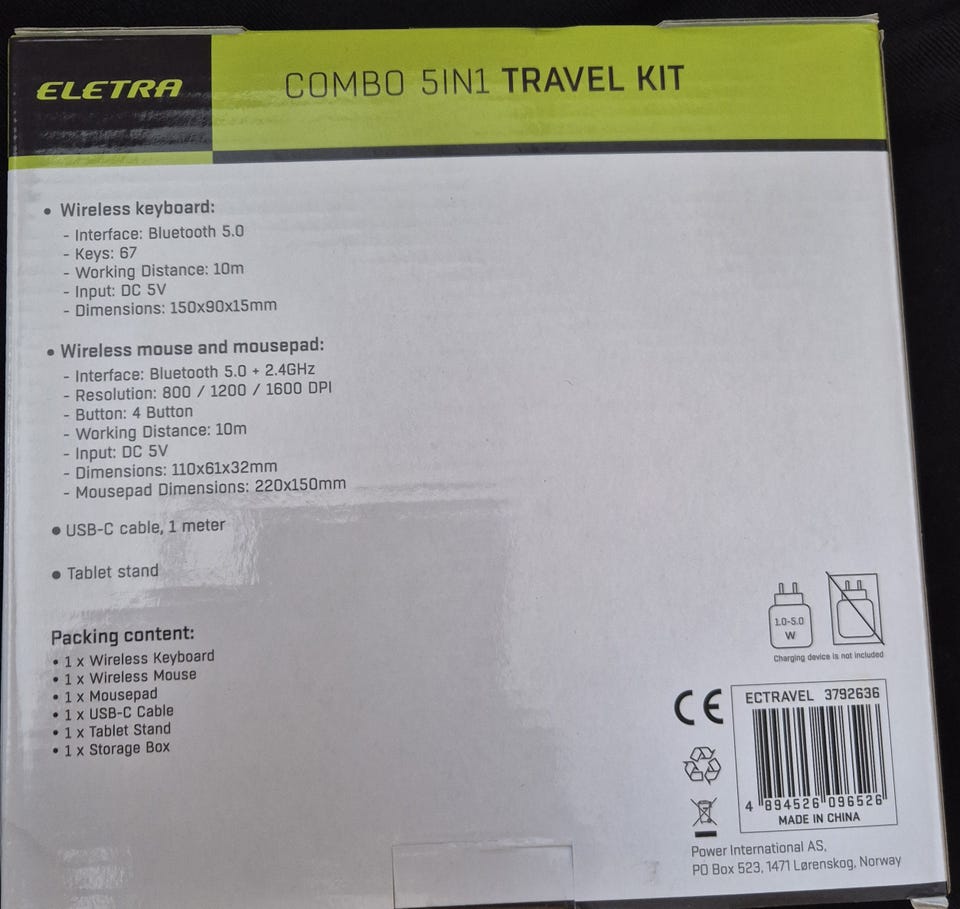 ELETRA
COMBO 5IN1 TRAVEL KIT
• Wireless keyboard:
- Interface: Bluetooth 5.0
- Keys: 67
- Working Distance: 10m
- Input: DC 5V
- Dimensions: 150x90x15mm
• Wireless mouse and mousepad:
- Interface: Bluetooth 5.0 + 2.4GHz
- Resolution: 800 / 1200 / 1600 DPI
- Button: 4 Button
- Working Distance: 10m
- Input: DC 5V
- Dimensions: 110x61x32mm
- Mousepad Dimensions: 220x150mm
• USB-C cable, 1 meter
• Tablet stand
Packing content:
• 1 x Wireless Keyboard
• 1 x Wireless Mouse
• 1 x Mousepad
• 1 x USB-C Cable
• 1 x Tablet Stand
• 1 x Storage Box
1.0-5.0
W
Charging device is not included
CE
ECTRAVEL 3792636
4 894526 096526
MADE IN CHINA
Power International AS,
PO Box 523, 1471 Lørenskog, Norway